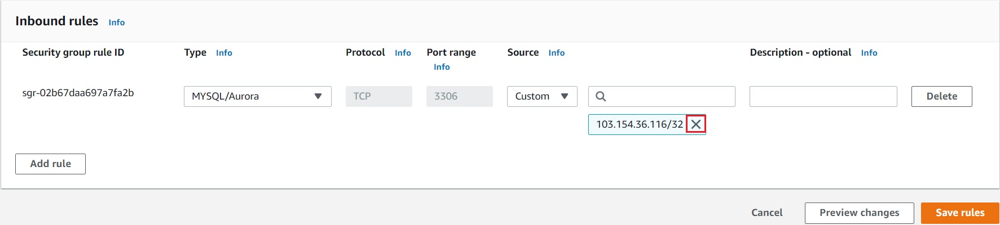 Inbound rules Info
Security group rule ID Type Info Protocol Info Port range Info Source Info Description - optional Info
sgr-02b67daa697a7fa2b MYSQL/Aurora TCP 3306 Custom Delete
103.154.36.116/32
Add rule
Cancel Preview changes Save rules